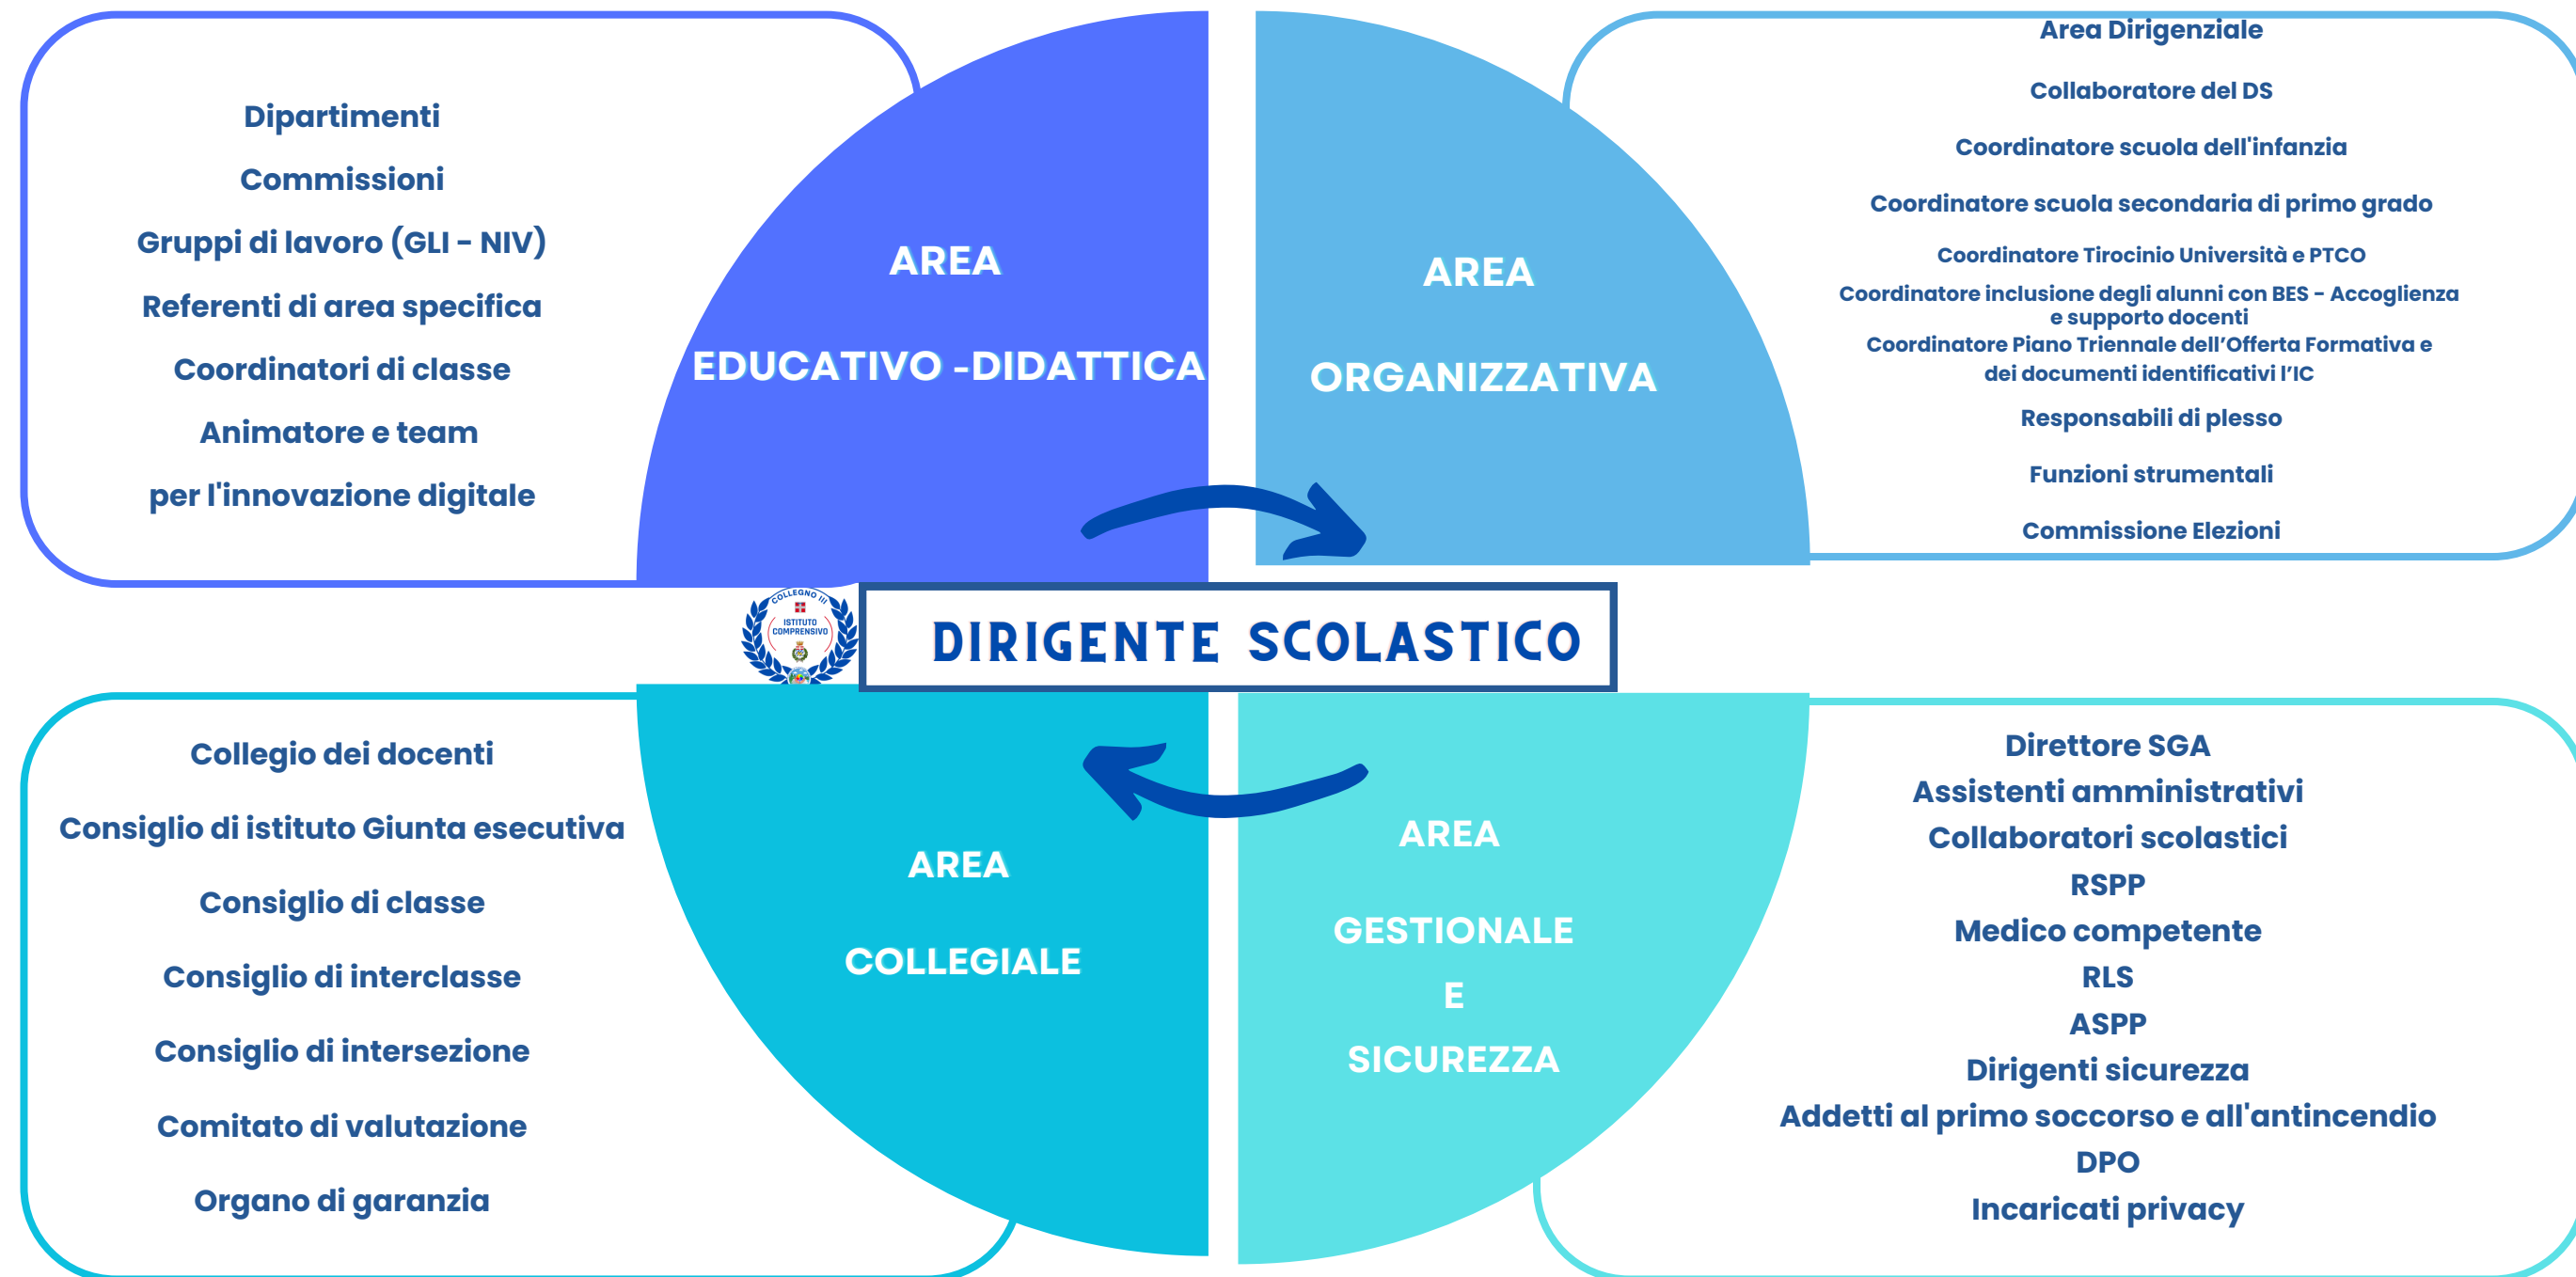 Dipartimenti
Commissioni
Gruppi di lavoro (GLI - NIV)
Referenti di area specifica
Coordinatori di classe
Animatore e team
per l'innovazione digitale
AREA
EDUCATIVO -DIDATTICA
AREA
ORGANIZZATIVA
Area Dirigenziale
Collaboratore del DS
Coordinatore scuola dell'infanzia
Coordinatore scuola secondaria di primo grado
Coordinatore Tirocinio Università e PTCO
Coordinatore inclusione degli alunni con BES - Accoglienza
e supporto docenti
Coordinatore Piano Triennale dell’Offerta Formativa e
dei documenti identificativi l’IC
Responsabili di plesso
Funzioni strumentali
Commissione Elezioni
COLLEGNO III
ISTITUTO
COMPRENSIVO
DIRIGENTE SCOLASTICO
Collegio dei docenti
Consiglio di istituto Giunta esecutiva
Consiglio di classe
Consiglio di interclasse
Consiglio di intersezione
Comitato di valutazione
Organo di garanzia
AREA
COLLEGIALE
AREA
GESTIONALE
E
SICUREZZA
Direttore SGA
Assistenti amministrativi
Collaboratori scolastici
RSPP
Medico competente
RLS
ASPP
Dirigenti sicurezza
Addetti al primo soccorso e all'antincendio
DPO
Incaricati privacy